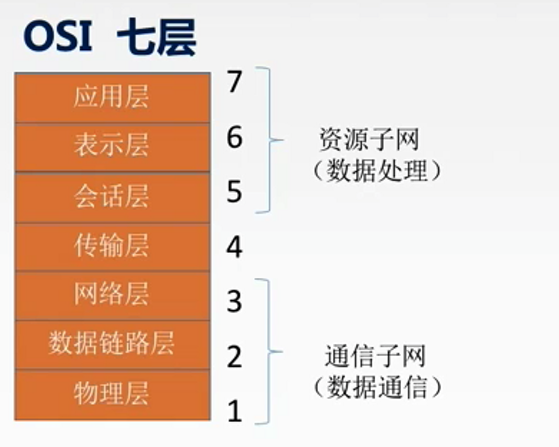 OSI 七层
应用层 7
表示层 6
会话层 5
资源子网
（数据处理）
传输层 4
网络层 3
数据链路层 2
物理层 1
通信子网
（数据通信）